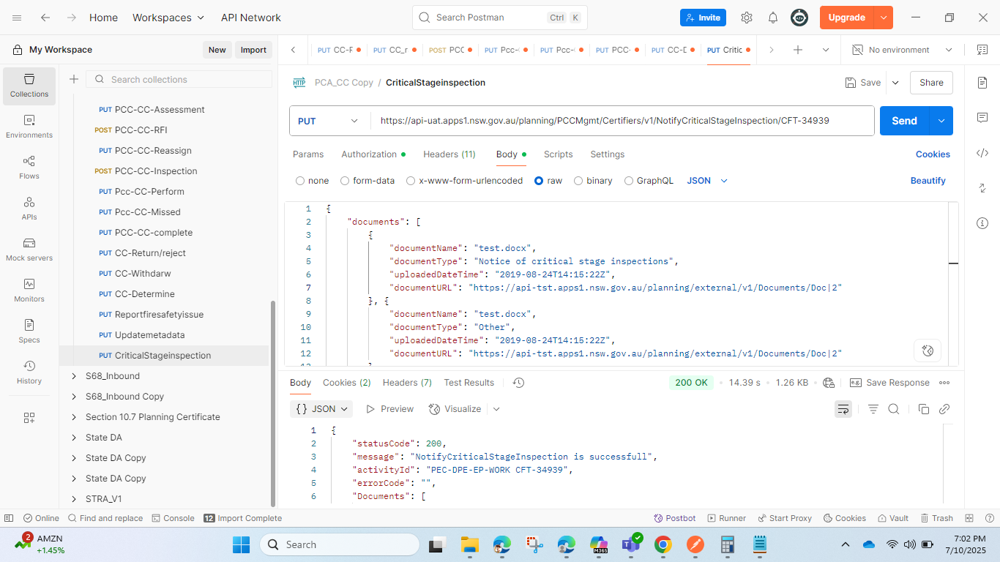 Home Workspaces API Network Search Postman Ctrl K Invite Upgrade
My Workspace New Import
PUT CC-F PUT CC_r POST PCC PUT Pcc-C PUT Pcc-C PUT PCC- PUT CC-D PUT Critic No environment
Collections
Environments
Flows
APIs
Mock servers
Monitors
Specs
History
Search collections
PUT PCC-CC-Assessment
POST PCC-CC-RFI
PUT PCC-CC-Reassign
POST PCC-CC-Inspection
PUT Pcc-CC-Perform
PUT Pcc-CC-Missed
PUT PCC-CC-complete
PUT CC-Return/reject
PUT CC-Withdarw
PUT CC-Determine
PUT Reportfiresafetyissue
PUT Updatemetadata
PUT CriticalStageinspection
S68_Inbound
S68_Inbound Copy
Section 10.7 Planning Certificate
State DA
State DA Copy
State DA Copy
STRA_V1
HTTP PCA_CC Copy / CriticalStageinspection Save Share
PUT https://api-uat.apps1.nsw.gov.au/planning/PCCMgmt/Certifiers/v1/NotifyCriticalStageInspection/CFT-34939 Send
Params Authorization Headers (11) Body Scripts Settings Cookies
none form-data x-www-form-urlencoded raw binary GraphQL JSON Beautify
1 {
2 "documents": [
3 {
4 "documentName": "test.docx",
5 "documentType": "Notice of critical stage inspections",
6 "uploadedDateTime": "2019-08-24T14:15:22Z",
7 "documentURL": "https://api-tst.apps1.nsw.gov.au/planning/external/v1/Documents/Doc|2"
8 }, {
9 "documentName": "test.docx",
10 "documentType": "Other",
11 "uploadedDateTime": "2019-08-24T14:15:22Z",
12 "documentURL": "https://api-tst.apps1.nsw.gov.au/planning/external/v1/Documents/Doc|2"
Body Cookies (2) Headers (7) Test Results 200 OK • 14.39 s • 1.26 KB e.g. Save Response
{} JSON Preview Visualize
1 {
2 "statusCode": 200,
3 "message": "NotifyCriticalStageInspection is successfull",
4 "activityId": "PEC-DPE-EP-WORK CFT-34939",
5 "errorCode": "",
6 "Documents": [
Online Find and replace Console 12 Import Complete Postbot Runner Start Proxy Cookies Vault Trash
2 AMZN
+1.45%
Search
M365
7:02 PM
7/10/2025